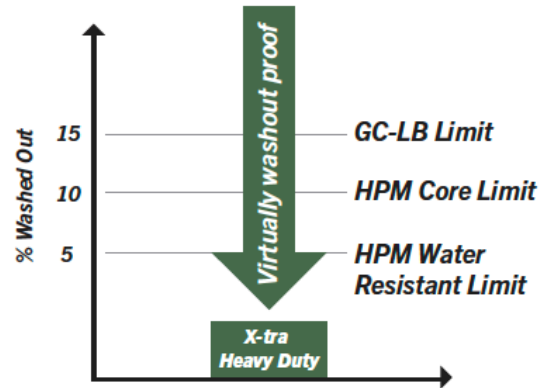 % Washed Out
15
10
5
Virtually washout proof
GC-LB Limit
HPM Core Limit
HPM Water
Resistant Limit
X-tra
Heavy Duty